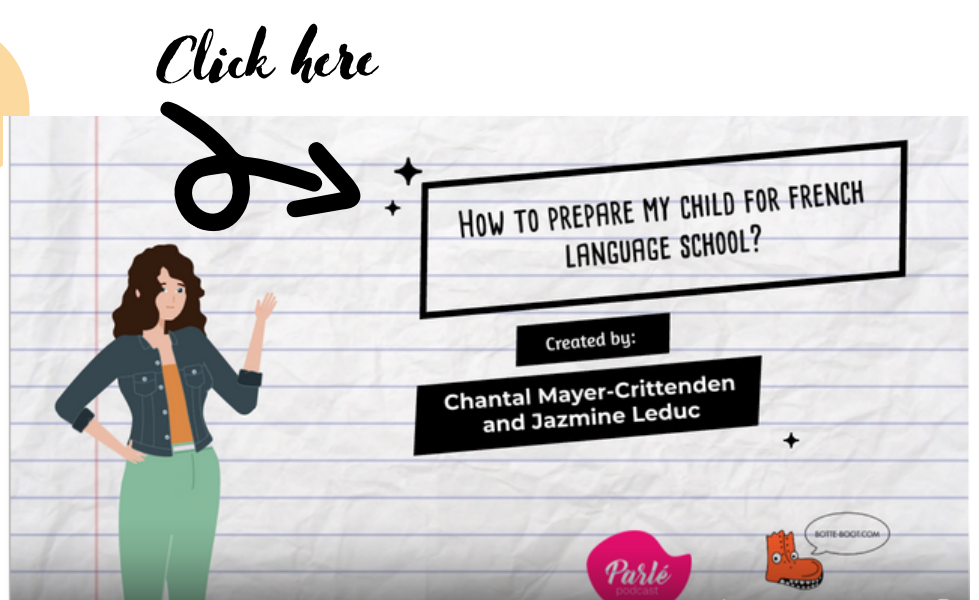 Click here
How to prepare my child for french
language school?
Created by:
Chantal Mayer-Crittenden
and Jazmine Leduc
BOTTE-BOOT.COM
Parlé
podcast